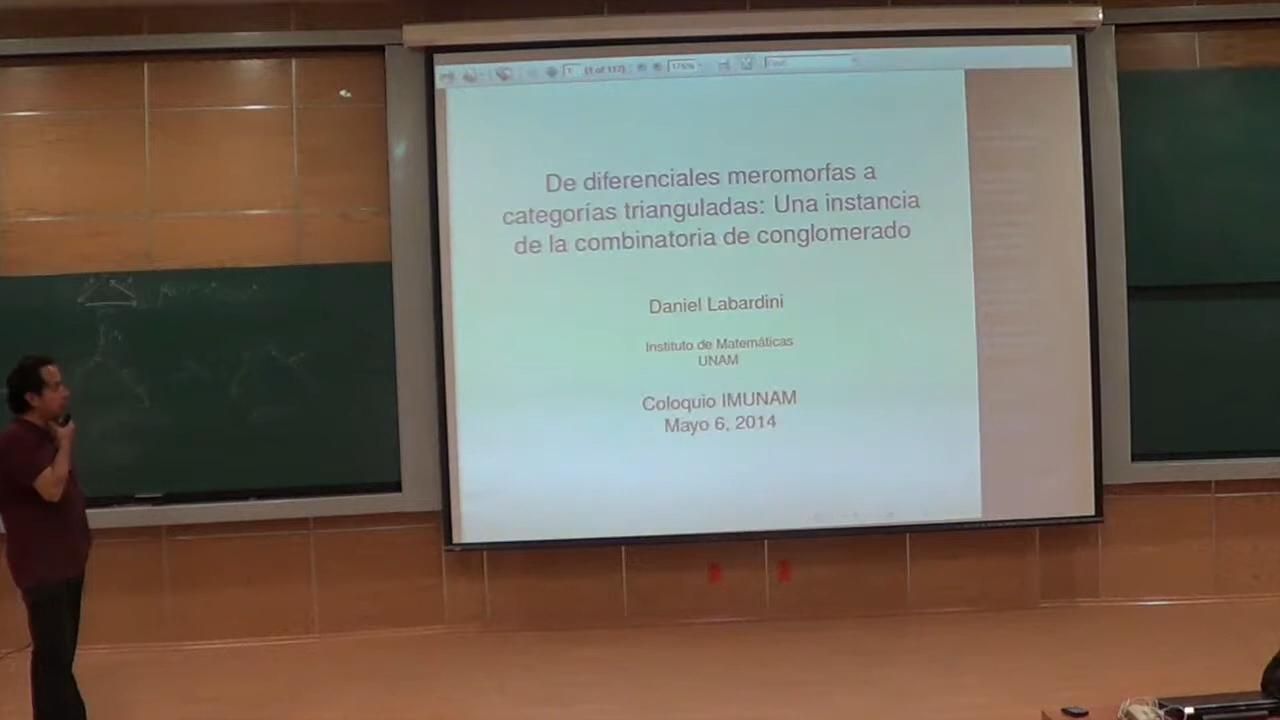 175%
De diferenciales meromorfas a
categorías trianguladas: Una instancia
de la combinatoria de conglomerado
Daniel Labardini
Instituto de Matemáticas
UNAM
Coloquio IMUNAM
Mayo 6, 2014